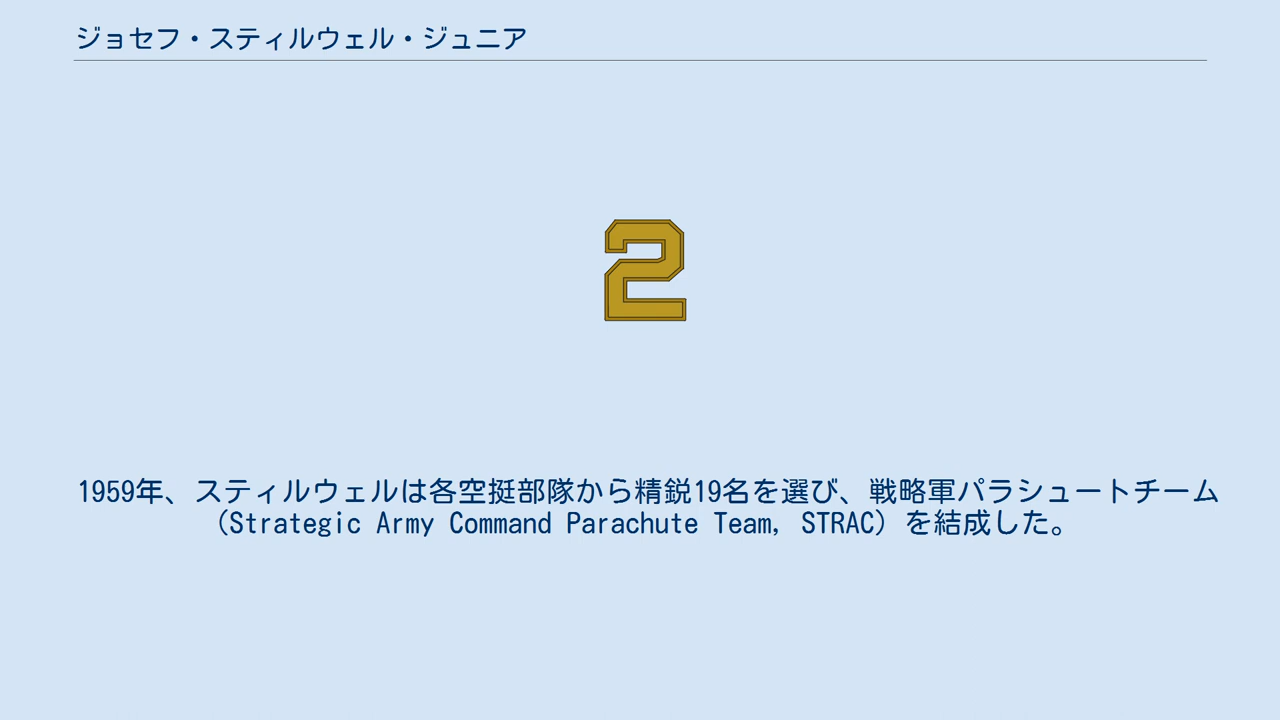 ジョセフ・スティルウェル・ジュニア
2
1959年、スティルウェルは各空挺部隊から精鋭19名を選び、戦略軍パラシュートチーム
（Strategic Army Command Parachute Team, STRAC）を結成した。